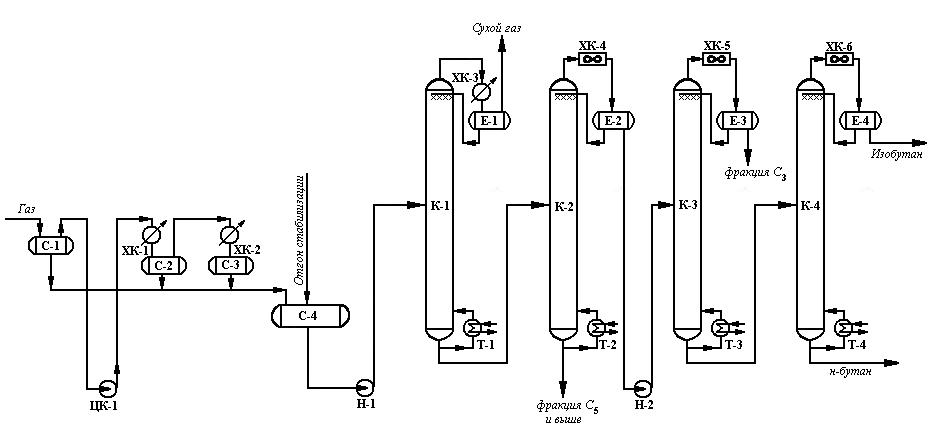 Сухой газ
ХК-4
ХК-5
ХК-6
ХК-3
Е-1
Е-2
Е-3
Е-4
Изобутан
фракция С3
Газ
С-1
ХК-1
С-2
ХК-2
С-3
Отгон стабилизации
К-1
К-2
К-3
К-4
С-4
Т-1
Т-2
Т-3
Т-4
н-бутан
ЦК-1
Н-1
фракция С5
и выше
Н-2